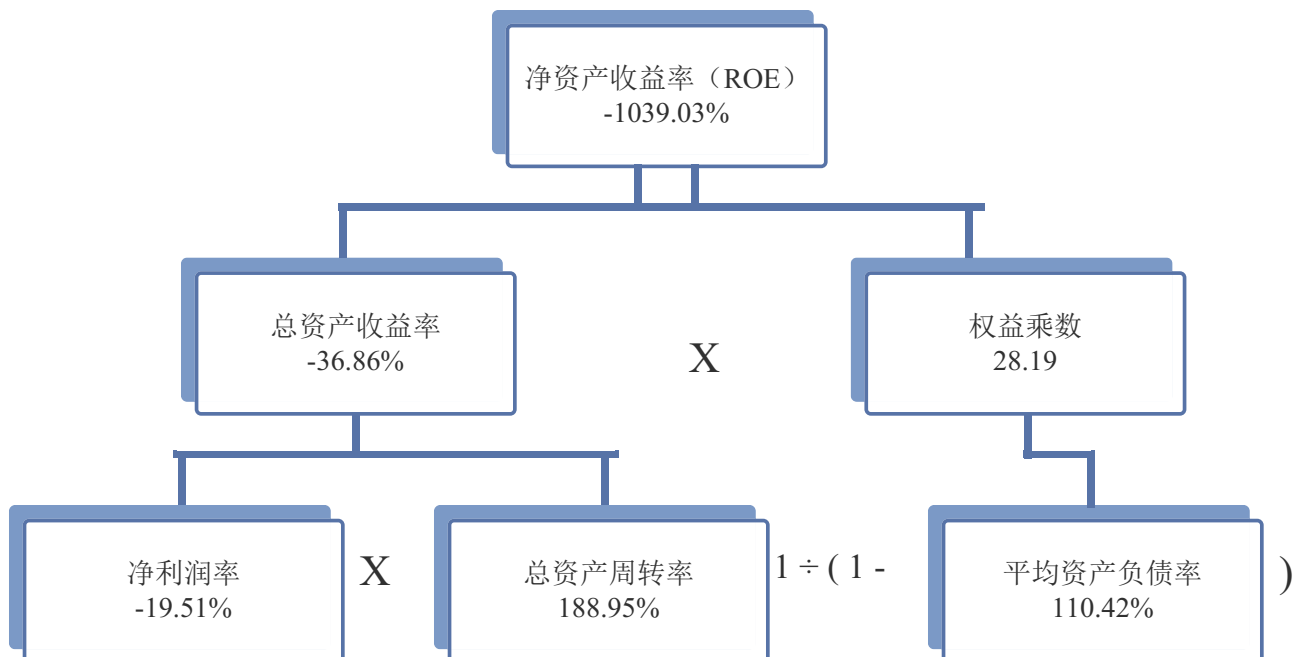 净资产收益率（ROE）
-1039.03%
总资产收益率
-36.86%
X
权益乘数
28.19
净利润率
-19.51%
X
总资产周转率
188.95%
1 ÷ ( 1 -
平均资产负债率
110.42%
)